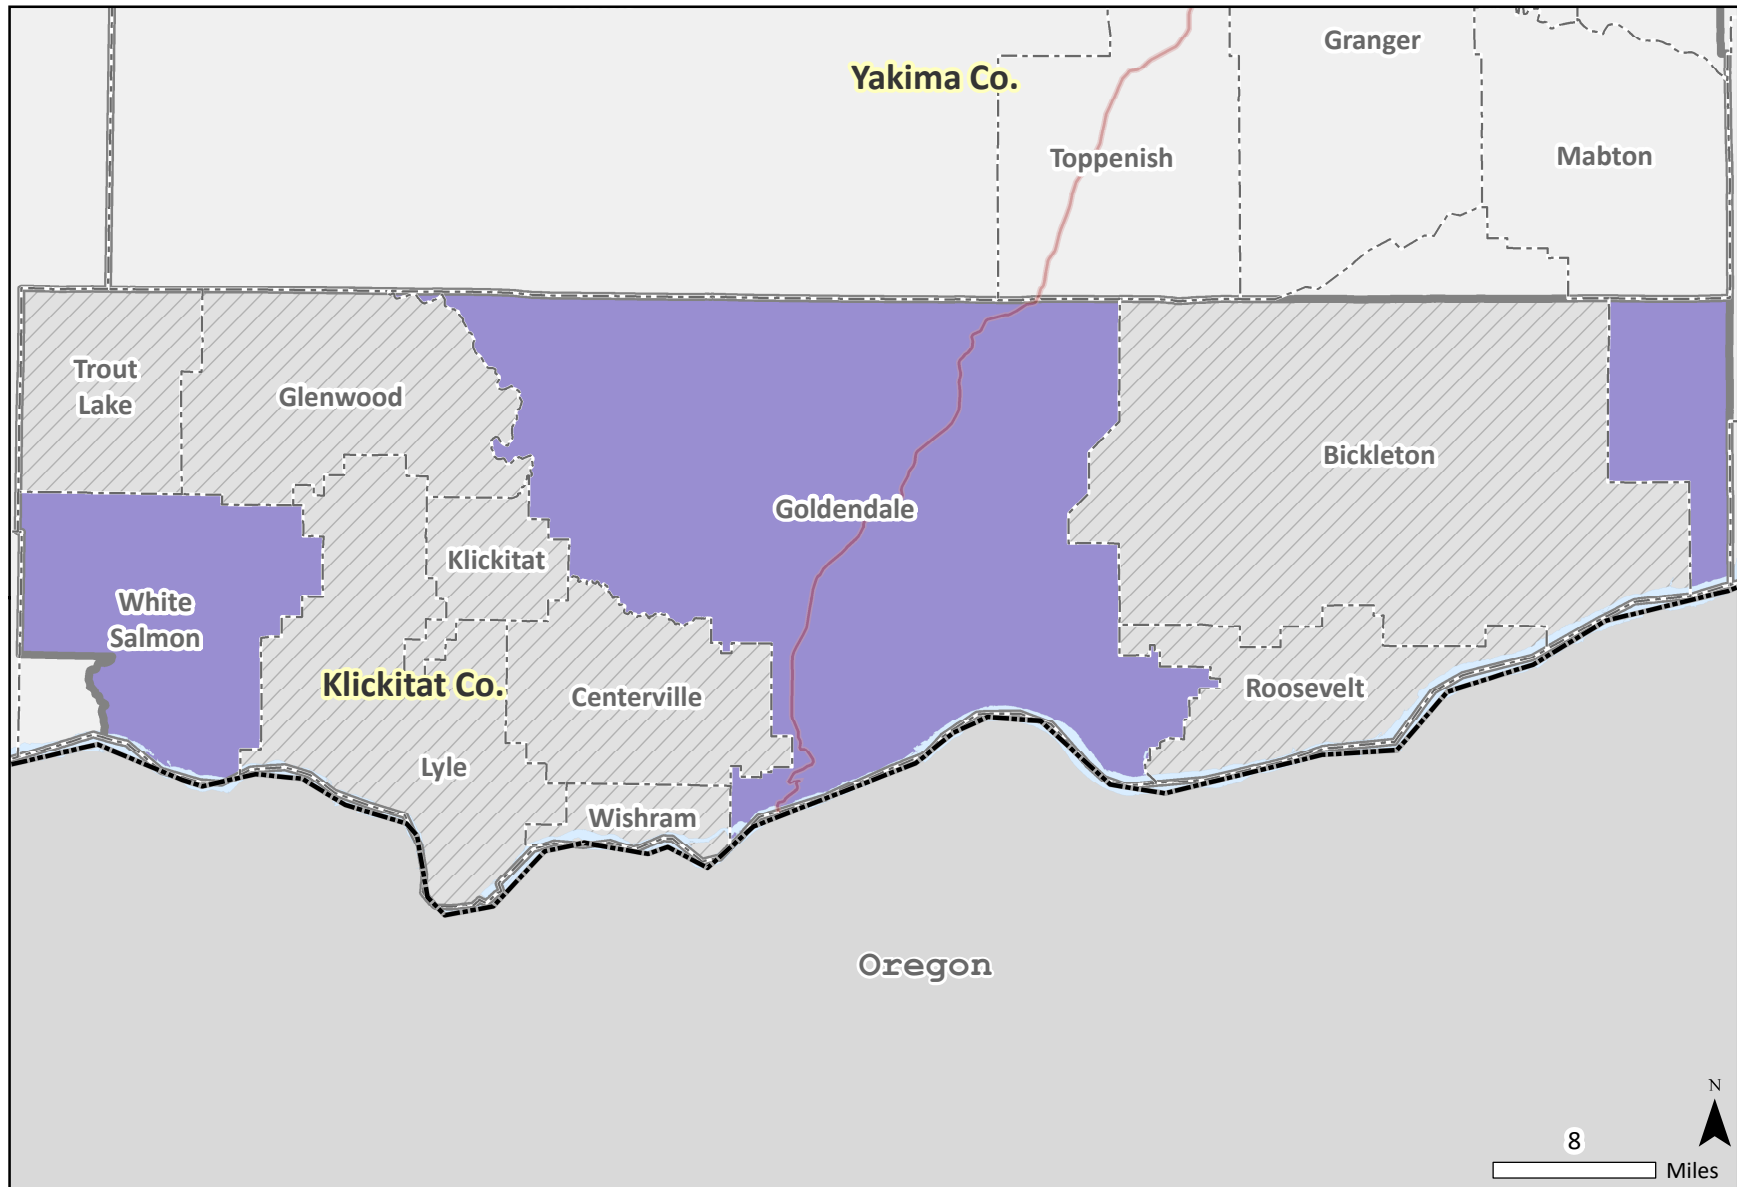 Granger
Yakima Co.
Toppenish
Mabton
Trout
Lake
Glenwood
Bickleton
Goldendale
Klickitat
White
Salmon
Klickitat Co.
Centerville
Roosevelt
Lyle
Wishram
Oregon
N
8
Miles